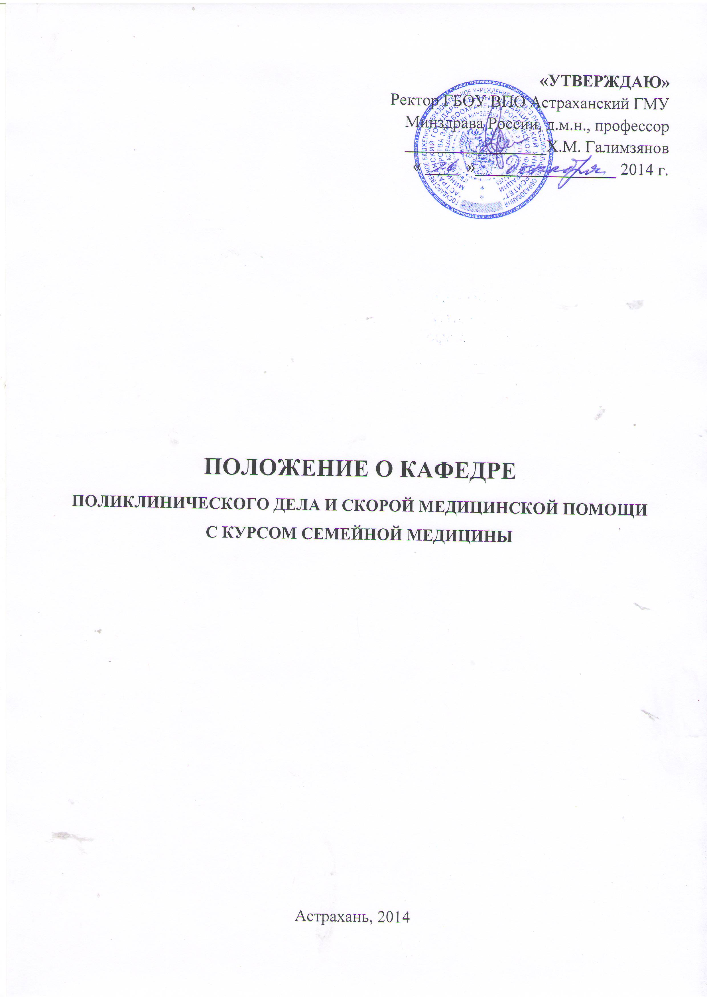 «УТВЕРЖДАЮ»
Ректор ГБОУ ВПО Астраханский ГМУ
Минздрава России, д.м.н., профессор
Х.М. Галимзянов
« » декабря 2014 г.
ПОЛОЖЕНИЕ О КАФЕДРЕ
ПОЛИКЛИНИЧЕСКОГО ДЕЛА И СКОРОЙ МЕДИЦИНСКОЙ ПОМОЩИ
С КУРСОМ СЕМЕЙНОЙ МЕДИЦИНЫ
Астрахань, 2014